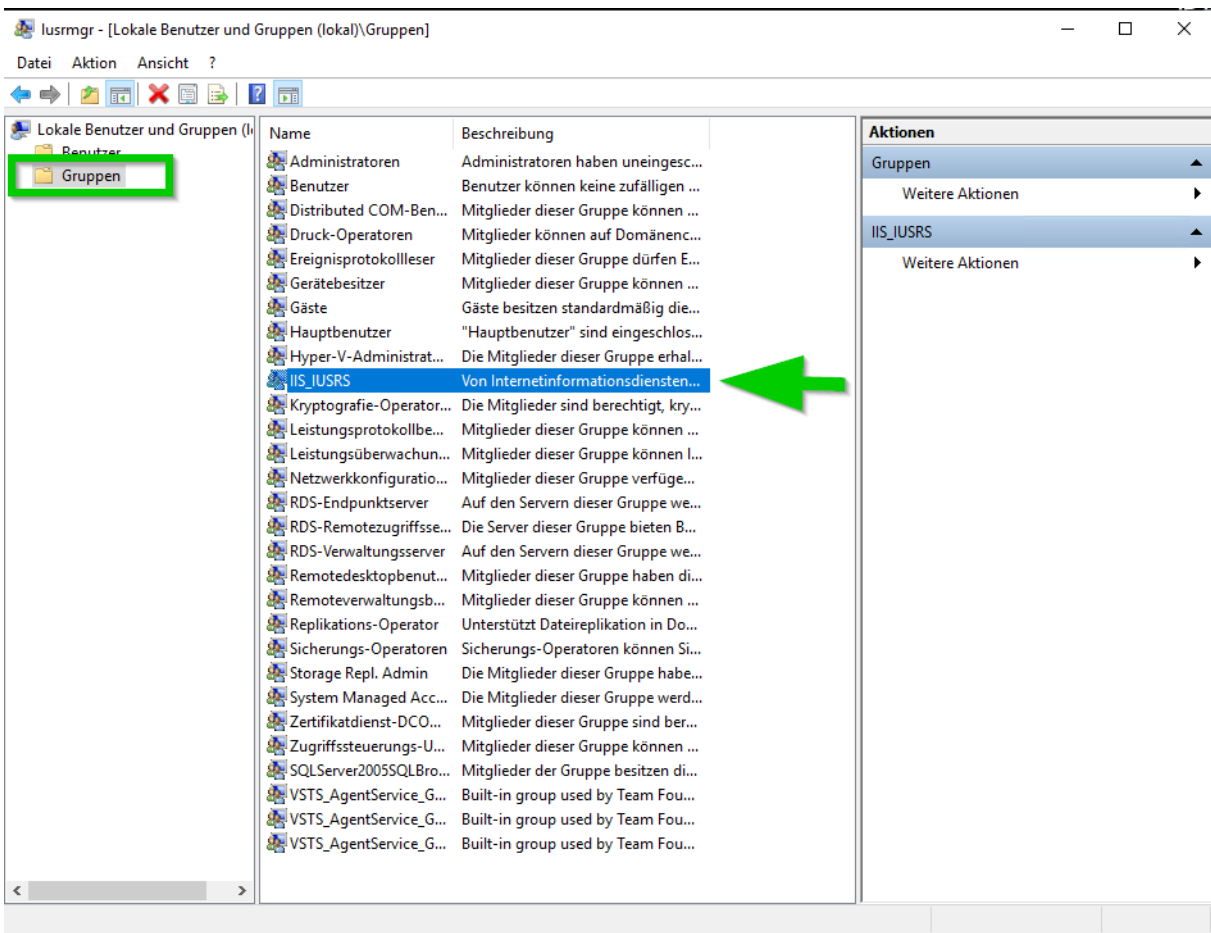 lusrmgr - [Lokale Benutzer und Gruppen (lokal)\Gruppen]
Datei Aktion Ansicht ?
Lokale Benutzer und Gruppen (l
Benutzer
Gruppen
Name Beschreibung
Administratoren Administratoren haben uneingesc...
Benutzer Benutzer können keine zufälligen ...
Distributed COM-Ben... Mitglieder dieser Gruppe können ...
Druck-Operatoren Mitglieder können auf Domänenc...
Ereignisprotokollleser Mitglieder dieser Gruppe dürfen E...
Gerätebesitzer Mitglieder dieser Gruppe können ...
Gäste Gäste besitzen standardmäßig die...
Hauptbenutzer "Hauptbenutzer" sind eingeschlos...
Hyper-V-Administrat... Die Mitglieder dieser Gruppe erhal...
IIS_IUSRS Von Internetinformationsdiensten...
Kryptografie-Operator... Die Mitglieder sind berechtigt, kry...
Leistungsprotokollbe... Mitglieder dieser Gruppe können ...
Leistungsüberwachun... Mitglieder dieser Gruppe können l...
Netzwerkkonfiguratio... Mitglieder dieser Gruppe verfüge...
RDS-Endpunktserver Auf den Servern dieser Gruppe we...
RDS-Remotezugriffsse... Die Server dieser Gruppe bieten B...
RDS-Verwaltungsserver Auf den Servern dieser Gruppe we...
Remotedesktopbenut... Mitglieder dieser Gruppe haben di...
Remoteverwaltungsb... Mitglieder dieser Gruppe können ...
Replikations-Operator Unterstützt Dateireplikation in Do...
Sicherungs-Operatoren Sicherungs-Operatoren können Si...
Storage Repl. Admin Die Mitglieder dieser Gruppe habe...
System Managed Acc... Die Mitglieder dieser Gruppe werd...
Zertifikatdienst-DCO... Mitglieder dieser Gruppe sind ber...
Zugriffssteuerungs-U... Mitglieder dieser Gruppe können ...
SQLServer2005SQLBro... Mitglieder der Gruppe besitzen di...
VSTS_AgentService_G... Built-in group used by Team Fou...
VSTS_AgentService_G... Built-in group used by Team Fou...
VSTS_AgentService_G... Built-in group used by Team Fou...
Aktionen
Gruppen
Weitere Aktionen
IIS_IUSRS
Weitere Aktionen